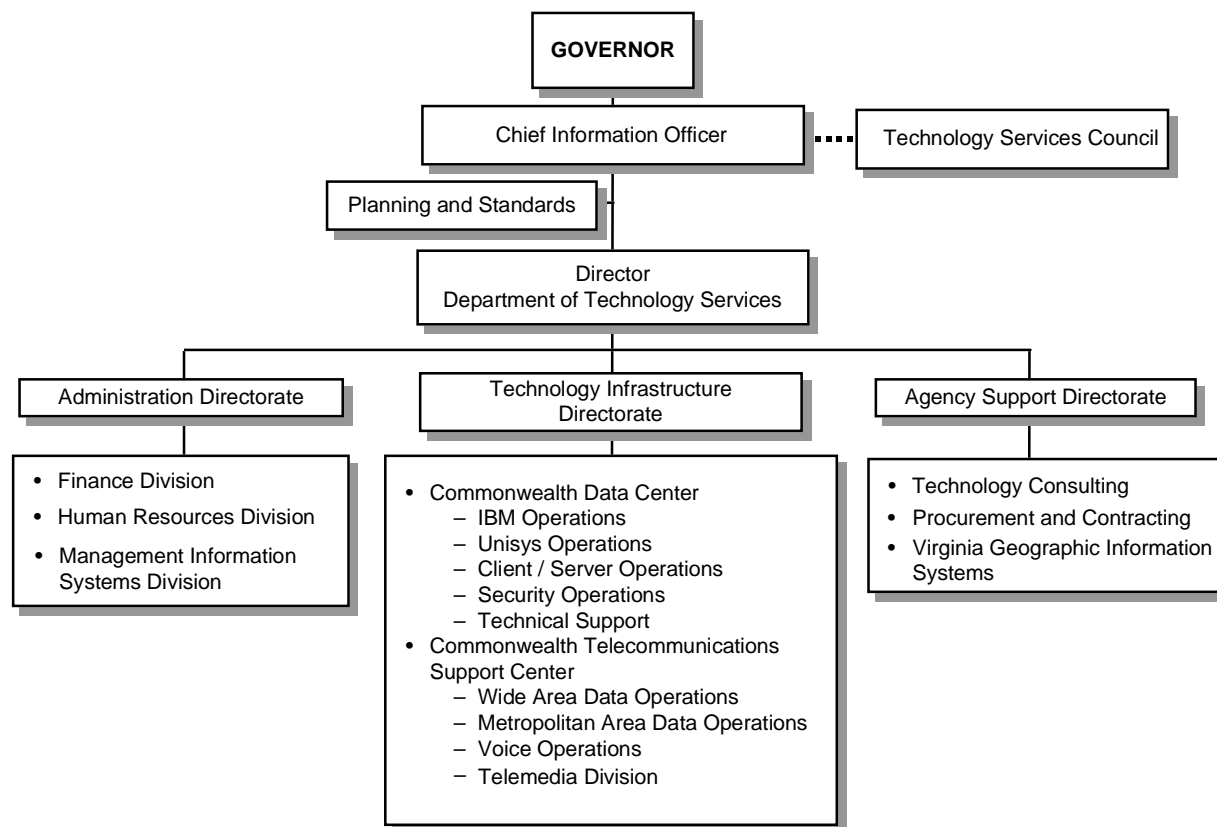 GOVERNOR
Chief Information Officer
Technology Services Council
Planning and Standards
Director
Department of Technology Services
Administration Directorate
Technology Infrastructure
Directorate
Agency Support Directorate
• Finance Division
• Human Resources Division
• Management Information
Systems Division
• Commonwealth Data Center
– IBM Operations
– Unisys Operations
– Client / Server Operations
– Security Operations
– Technical Support
• Commonwealth Telecommunications
Support Center
– Wide Area Data Operations
– Metropolitan Area Data Operations
– Voice Operations
– Telemedia Division
• Technology Consulting
• Procurement and Contracting
• Virginia Geographic Information
Systems